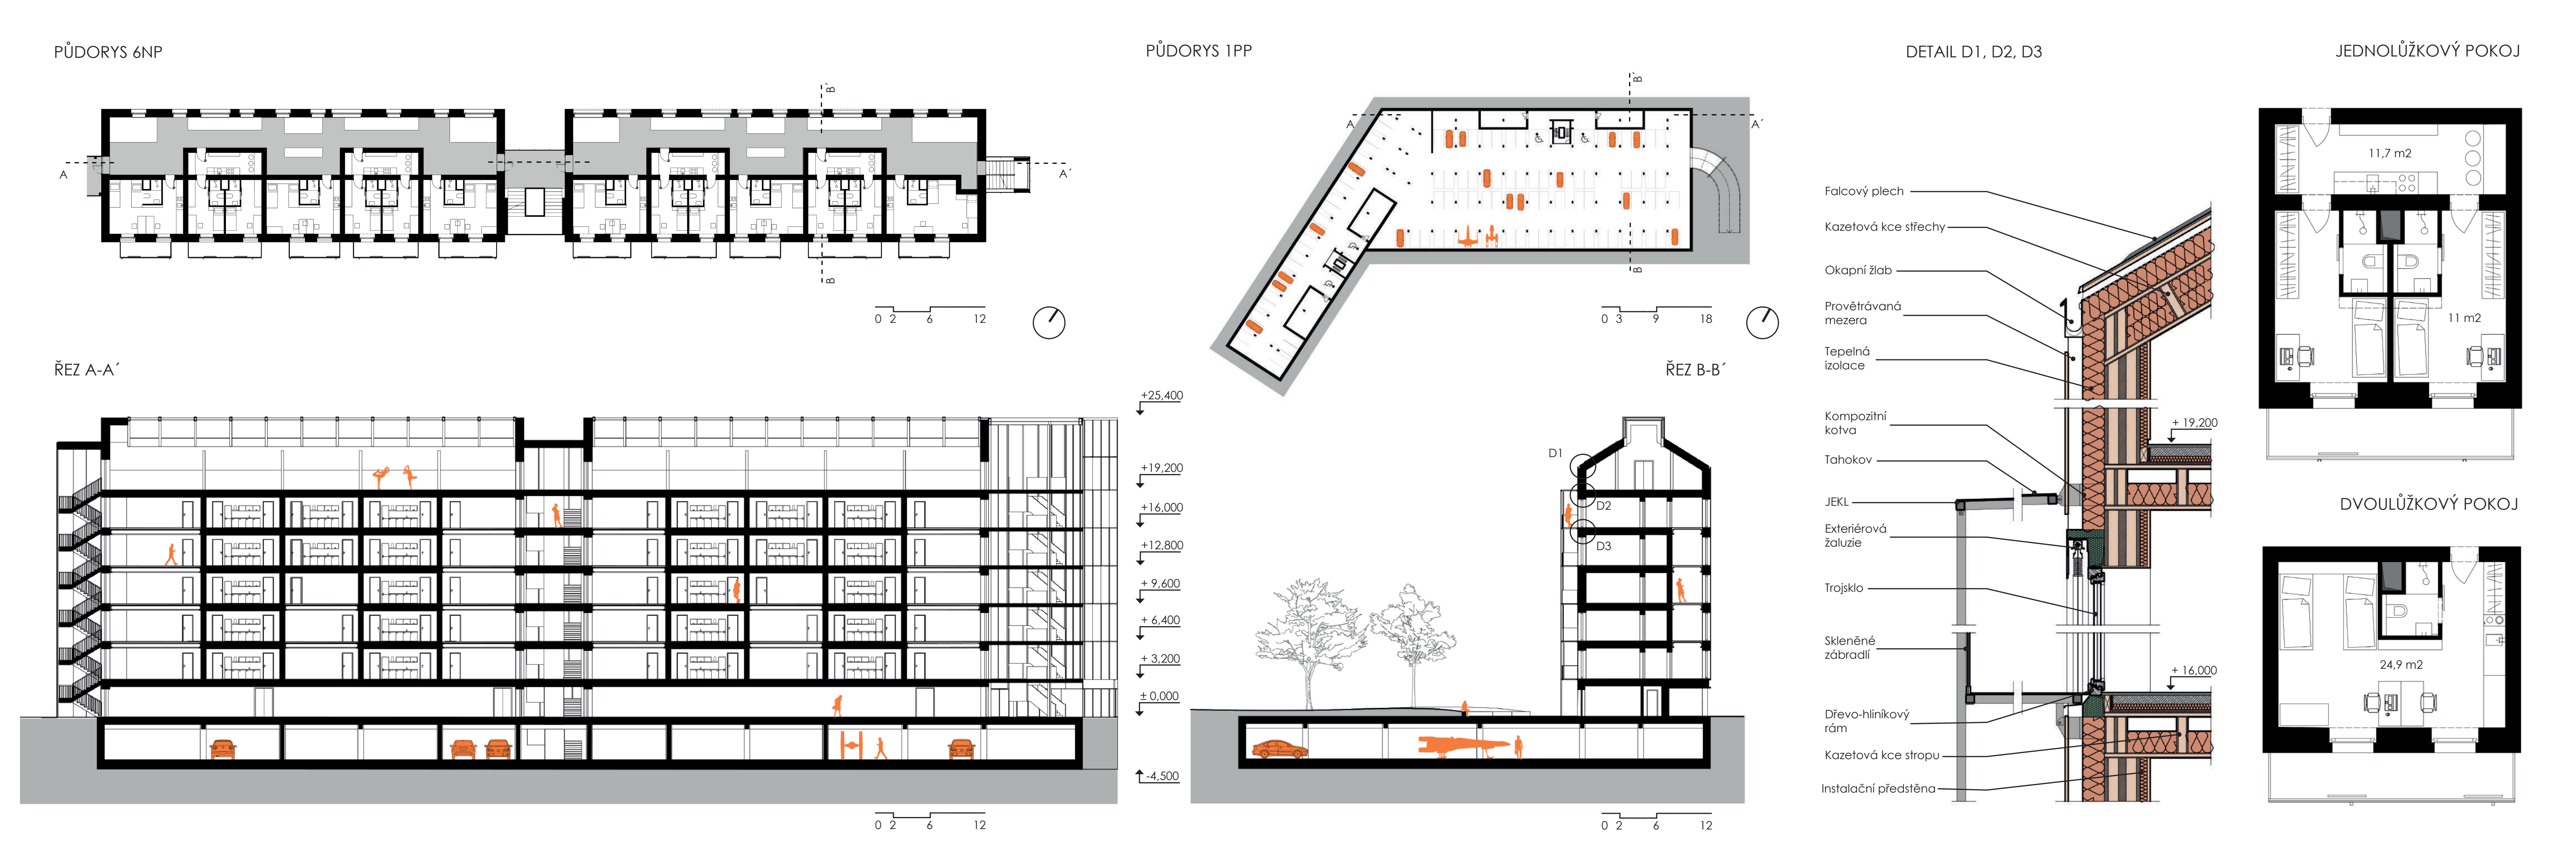 PŮDORYS 6NP
B´
A
A´
B
0 2 6 12
PŮDORYS 1PP
B´
A
A´
B
0 3 9 18
ŘEZ A-A´
+25,400
+19,200
+16,000
+12,800
+ 9,600
+ 6,400
+ 3,200
± 0,000
-4,500
0 2 6 12
ŘEZ B-B´
D1
D2
D3
0 2 6 12
DETAIL D1, D2, D3
Falcový plech
Kazetová kce střechy
Okapní žlab
Provětrávaná
mezera
Tepelná
izolace
Kompozitní
kotva
Tahokov
JEKL
Exteriérová
žaluzie
Trojsklo
Skleněné
zábradlí
Dřevo-hliníkový
rám
Kazetová kce stropu
Instalační předstěna
+ 19,200
+ 16,000
JEDNOLŮŽKOVÝ POKOJ
11,7 m2
11 m2
DVOULŮŽKOVÝ POKOJ
24,9 m2